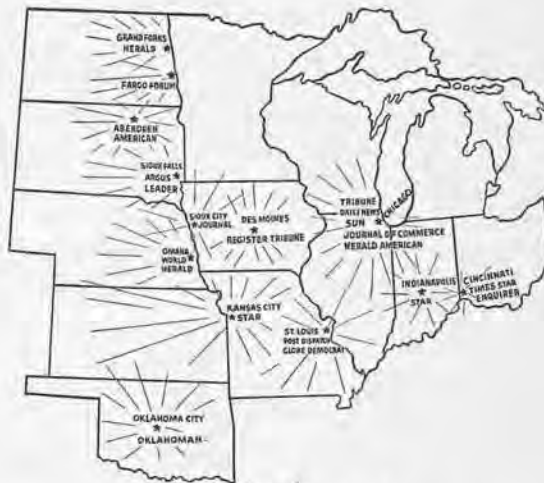 GRAND FORKS
HERALD
FARGO FORUM
ABERDEEN
AMERICAN
SIOUX FALLS
ARGUS
LEADER
SIOUX CITY
JOURNAL
DES MOINES
REGISTER TRIBUNE
OMAHA
WORLD
HERALD
TRIBUNE
DAILY NEWS
SUN
CHICAGO
JOURNAL OF COMMERCE
HERALD AMERICAN
INDIANAPOLIS
STAR
CINCINNATI
TIMES STAR
ENQUIRER
KANSAS CITY
STAR
ST. LOUIS
POST DISPATCH
GLOBE DEMOCRAT
OKLAHOMA CITY
OKLAHOMAN